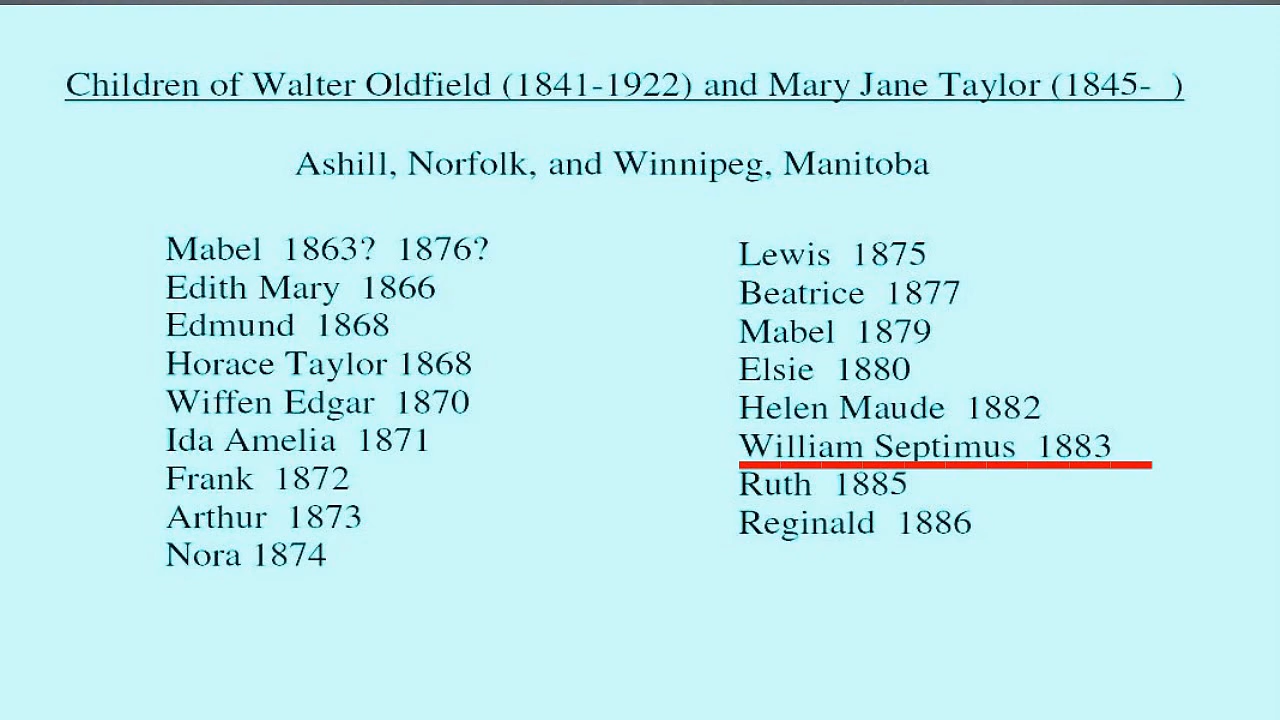 Children of Walter Oldfield (1841-1922) and Mary Jane Taylor (1845-  )
Ashill, Norfolk, and Winnipeg, Manitoba
Mabel  1863?  1876?
Edith Mary  1866
Edmund  1868
Horace Taylor 1868
Wiffen Edgar  1870
Ida Amelia  1871
Frank  1872
Arthur  1873
Nora 1874
Lewis  1875
Beatrice  1877
Mabel  1879
Elsie  1880
Helen Maude  1882
William Septimus  1883
Ruth  1885
Reginald  1886